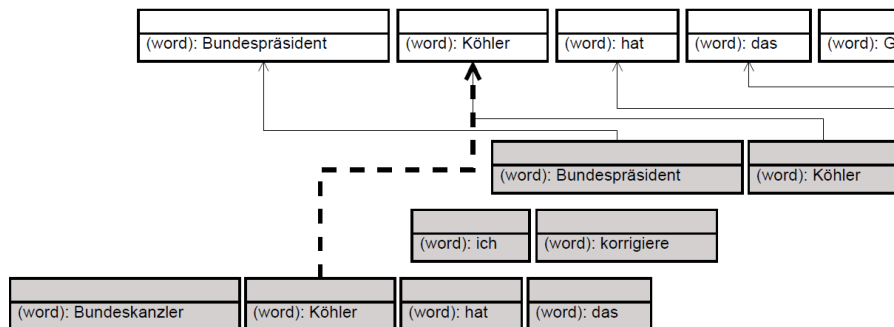 (word): Bundespräsident (word): Köhler (word): hat (word): das (word): G
(word): Bundespräsident (word): Köhler
(word): ich (word): korrigiere
(word): Bundeskanzler (word): Köhler (word): hat (word): das